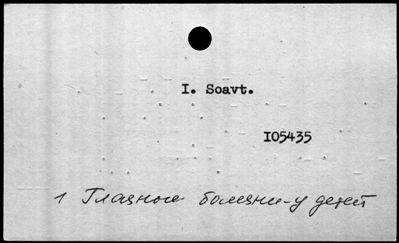 I. Soavt.
I05435
1 Глазные болезни-у детей